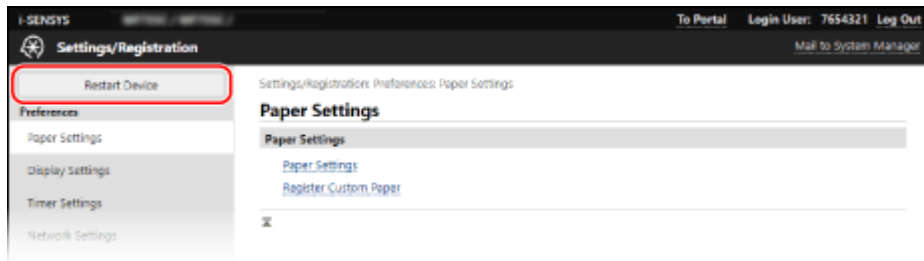 i-SENSYS
To Portal Login User: 7654321 Log Out
Settings/Registration
Mail to System Manager
Restart Device
Preferences
Paper Settings
Display Settings
Timer Settings
Network Settings
Settings/Registration: Preferences: Paper Settings
Paper Settings
Paper Settings
Paper Settings
Register Custom Paper